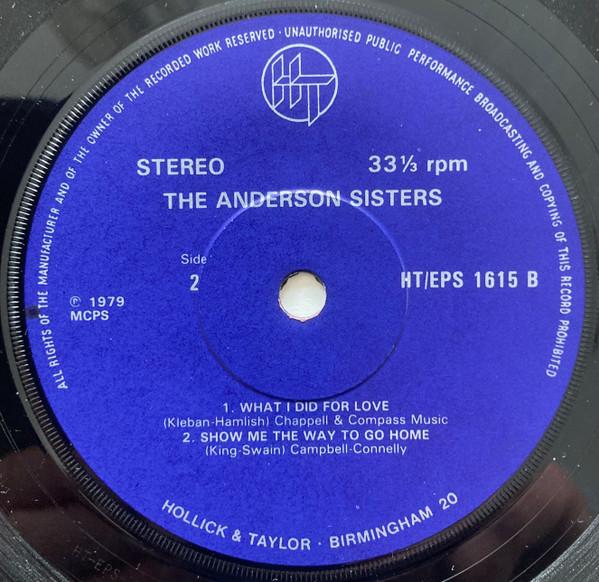 ALL RIGHTS OF THE MANUFACTURER AND OF THE OWNER OF THE RECORDED WORK RESERVED · UNAUTHORISED PUBLIC PERFORMANCE BROADCASTING AND COPYING OF THIS RECORD PROHIBITED
HT
STEREO 33⅓ rpm
THE ANDERSON SISTERS
Side
2 HT/EPS 1615 B
℗ 1979
MCPS
1. WHAT I DID FOR LOVE
(Kleban-Hamlish) Chappell & Compass Music
2. SHOW ME THE WAY TO GO HOME
(King-Swain) Campbell-Connelly
HOLLICK & TAYLOR · BIRMINGHAM 20
HT-EPS